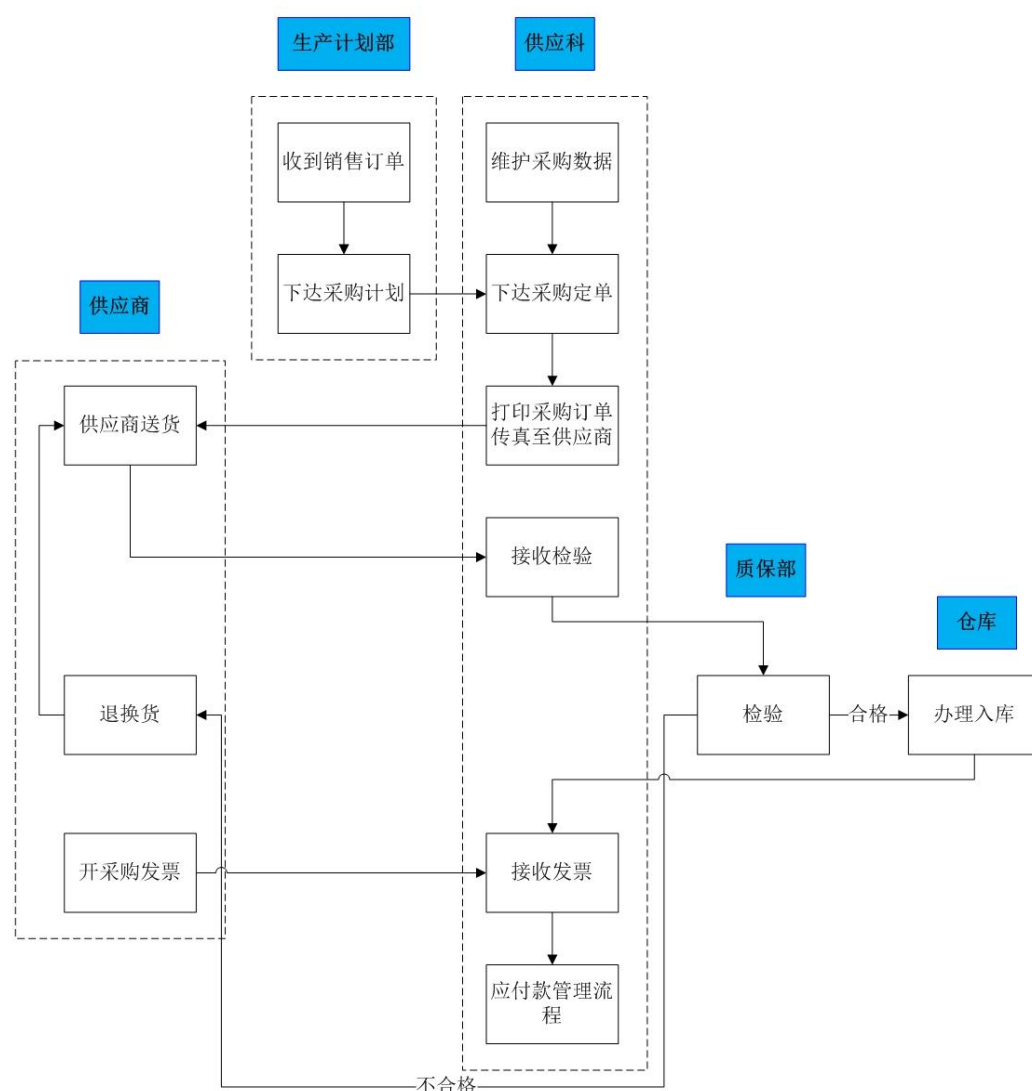 生产计划部
供应科
收到销售订单
维护采购数据
供应商
下达采购计划
下达采购定单
供应商送货
打印采购订单
传真至供应商
接收检验
质保部
仓库
退换货
检验
合格
办理入库
开采购发票
接收发票
应付款管理流
程
不合格